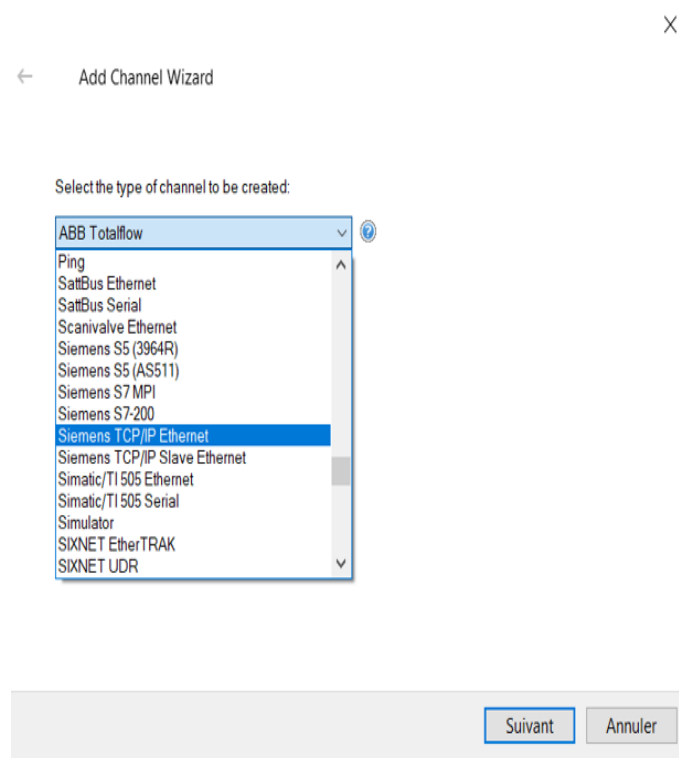 Add Channel Wizard
Select the type of channel to be created:
ABB Totalflow
Ping
SattBus Ethernet
SattBus Serial
Scanivalve Ethernet
Siemens S5 (3964R)
Siemens S5 (AS511)
Siemens S7 MPI
Siemens S7-200
Siemens TCP/IP Ethernet
Siemens TCP/IP Slave Ethernet
Simatic/TI 505 Ethernet
Simatic/TI 505 Serial
Simulator
SIXNET EtherTRAK
SIXNET UDR
Suivant Annuler